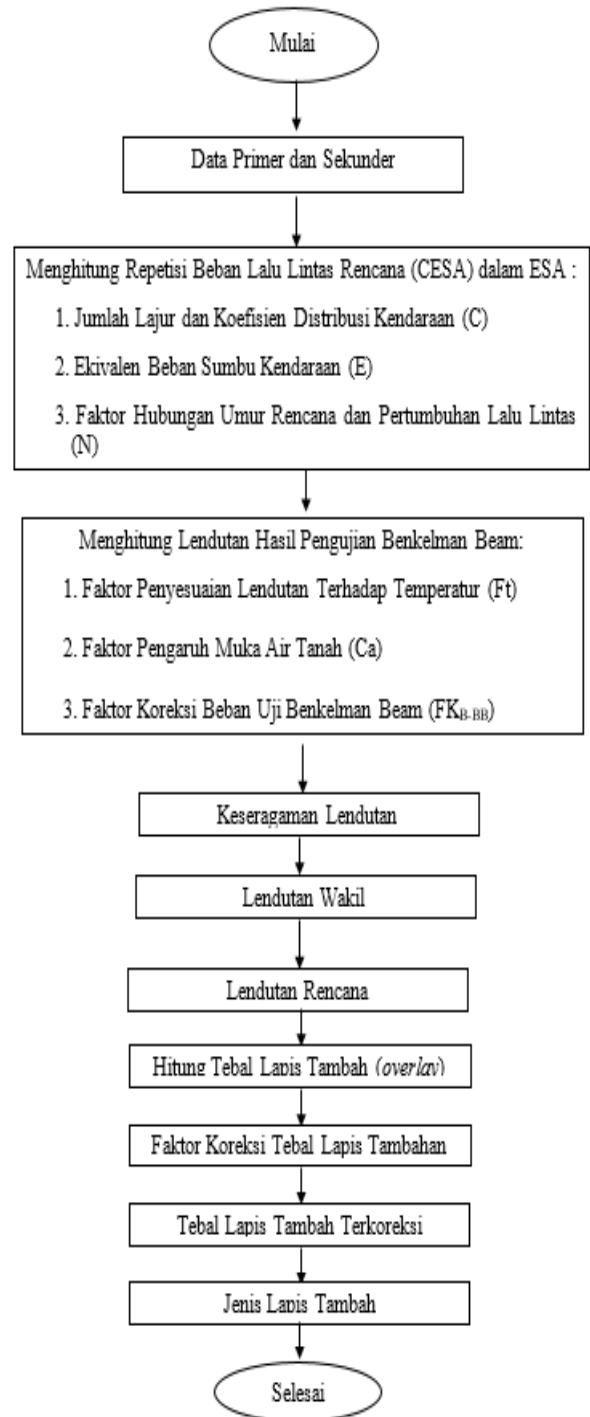 Mulai
Data Primer dan Sekunder
Menghitung Repetisi Beban Lalu Lintas Rencana (CESA) dalam ESA :
1. Jumlah Lajur dan Koefisien Distribusi Kendaraan (C)
2. Ekivalen Beban Sumbu Kendaraan (E)
3. Faktor Hubungan Umur Rencana dan Pertumbuhan Lalu Lintas
(N)
Menghitung Lendutan Hasil Pengujian Benkelman Beam:
1. Faktor Penyesuaian Lendutan Terhadap Temperatur (Ft)
2. Faktor Pengaruh Muka Air Tanah (Ca)
3. Faktor Koreksi Beban Uji Benkelman Beam (FKB-BB)
Keseragaman Lendutan
Lendutan Wakil
Lendutan Rencana
Hitung Tebal Lapis Tambah (overlay)
Faktor Koreksi Tebal Lapis Tambahan
Tebal Lapis Tambah Terkoreksi
Jenis Lapis Tambah
Selesai